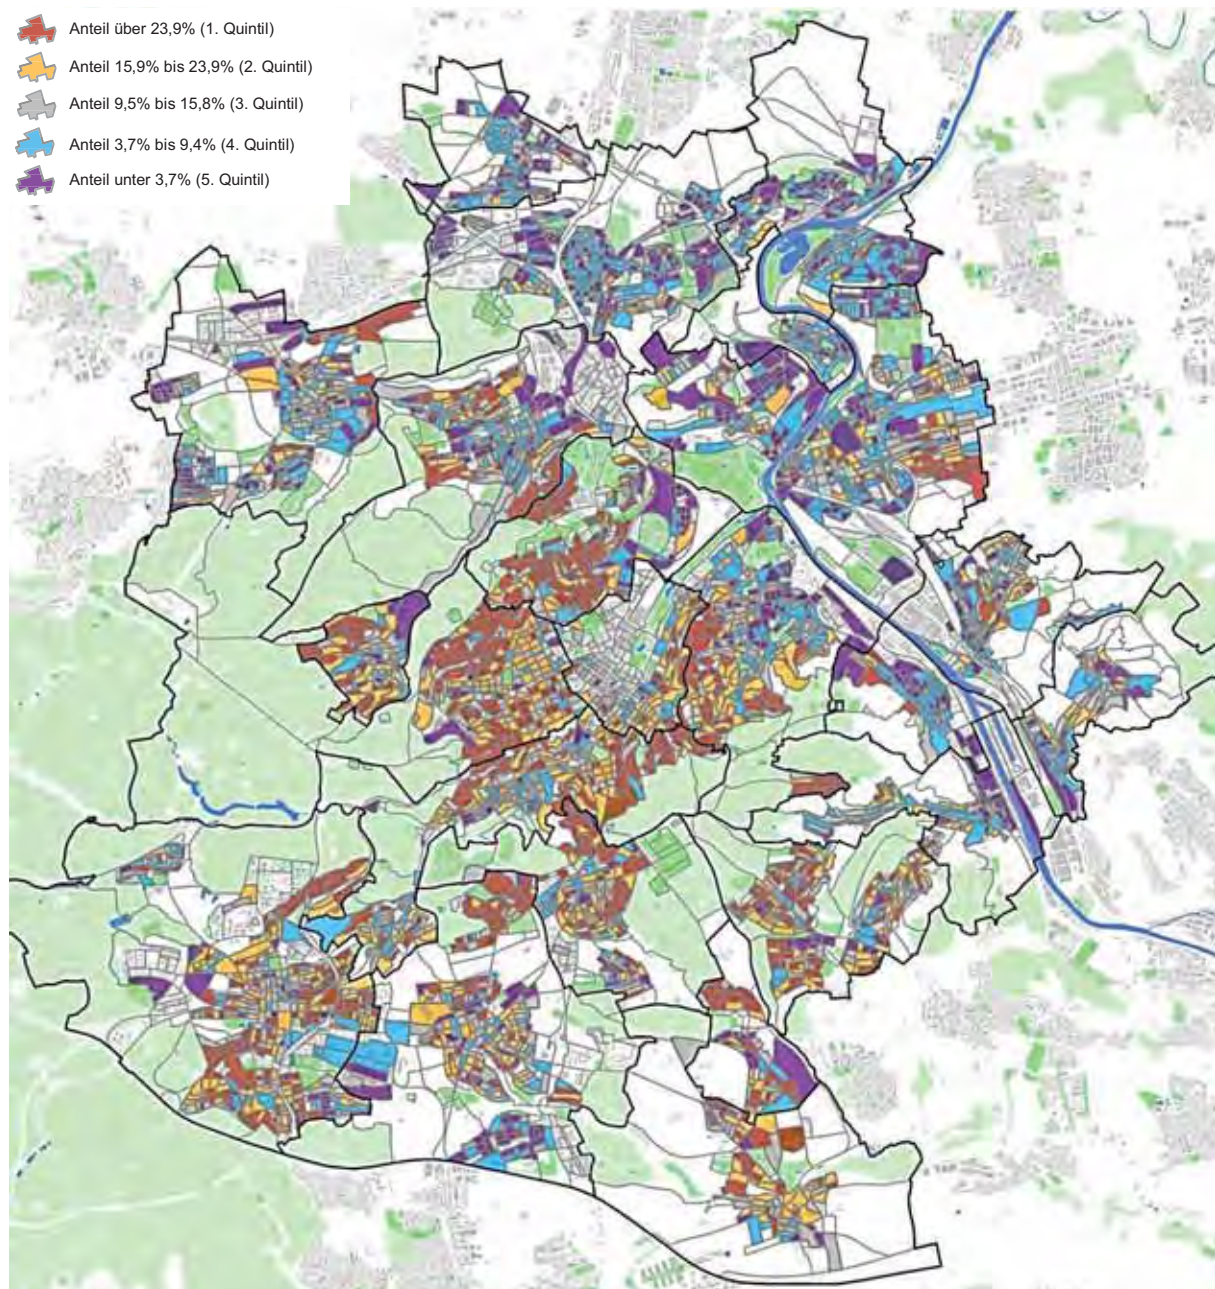 Anteil über 23,9% (1. Quintil)
Anteil 15,9% bis 23,9% (2. Quintil)
Anteil 9,5% bis 15,8% (3. Quintil)
Anteil 3,7% bis 9,4% (4. Quintil)
Anteil unter 3,7% (5. Quintil)